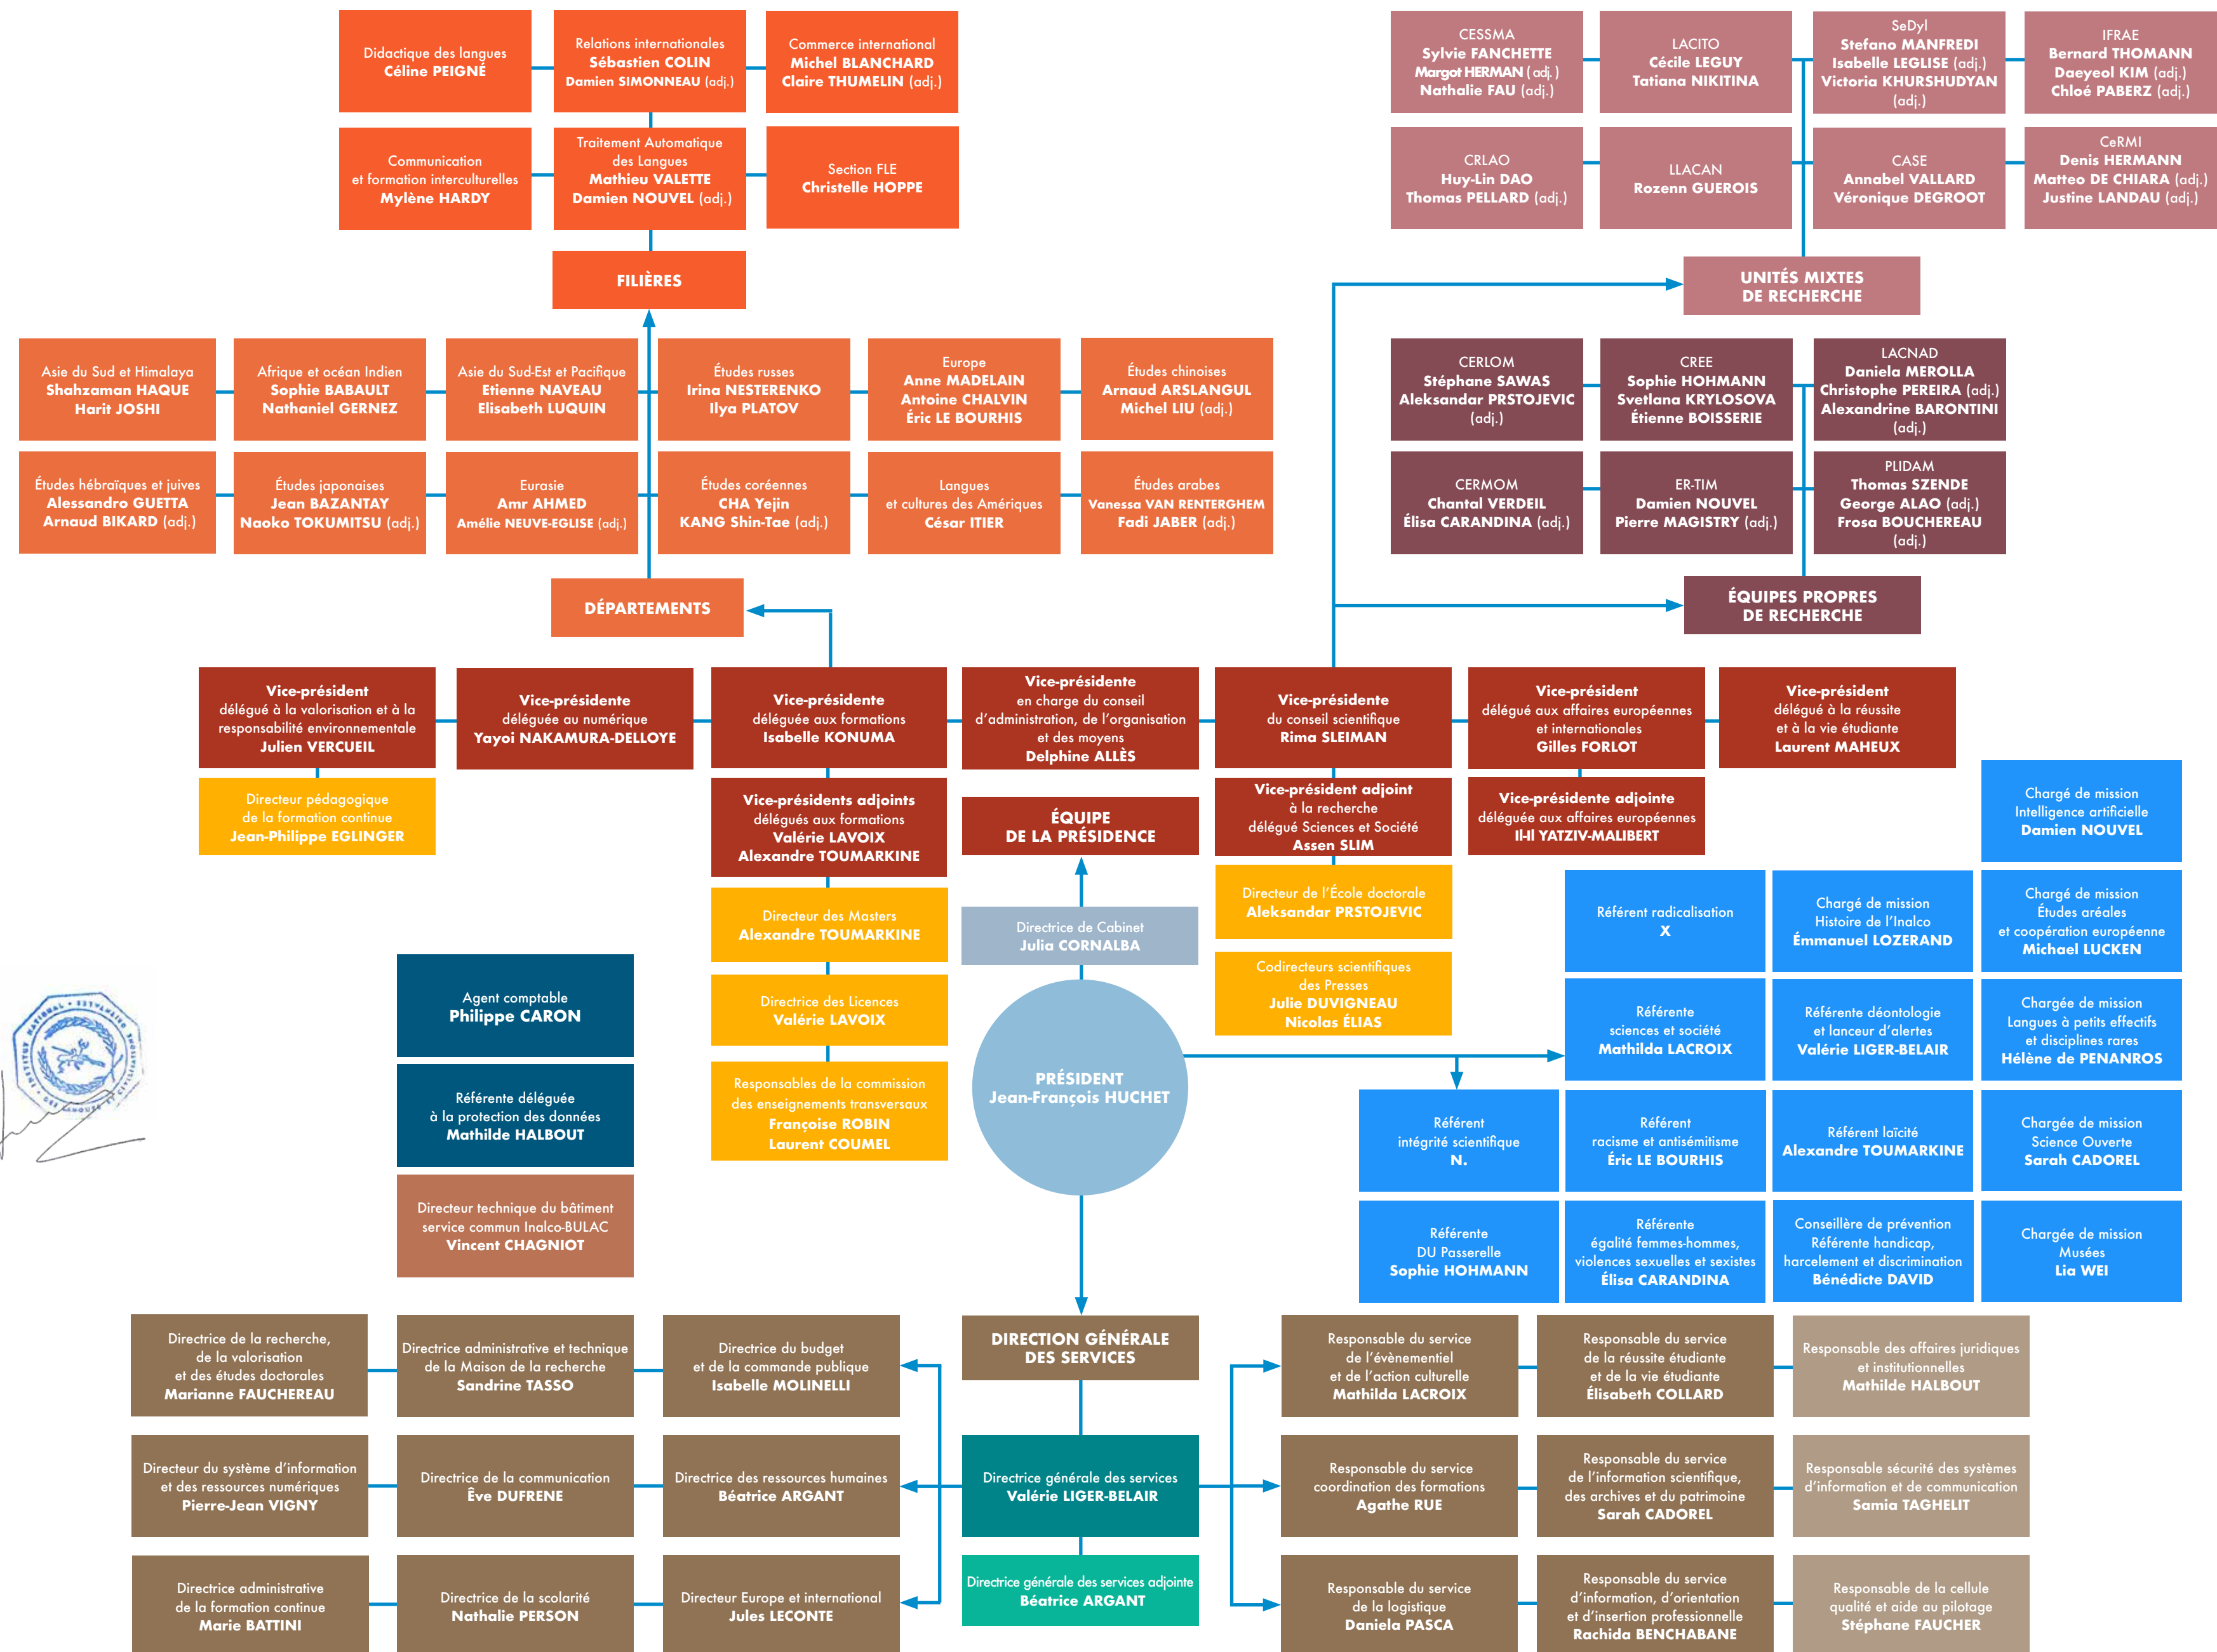 Didactique des langues
Céline PEIGNÉ
Relations internationales
Sébastien COLIN
Damien SIMONNEAU (adj.)
Commerce international
Michel BLANCHARD
Claire THUMELIN (adj.)
Communication
et formation interculturelles
Mylène HARDY
Traitement Automatique
des Langues
Mathieu VALETTE
Damien NOUVEL (adj.)
Section FLE
Christelle HOPPE
FILIÈRES
CESSMA
Sylvie FANCHETTE
Margot HERMAN (adj.)
Nathalie FAU (adj.)
LACITO
Cécile LEGUY
Tatiana NIKITINA
SeDyl
Stefano MANFREDI
Isabelle LEGLISE (adj.)
Victoria KHURSHUDYAN
(adj.)
IFRAE
Bernard THOMANN
Daeyeol KIM (adj.)
Chloé PABERZ (adj.)
CRLAO
Huy-Lin DAO
Thomas PELLARD (adj.)
LLACAN
Rozenn GUEROIS
CASE
Annabel VALLARD
Véronique DEGROOT
CeRMI
Denis HERMANN
Matteo DE CHIARA (adj.)
Justine LANDAU (adj.)
UNITÉS MIXTES
DE RECHERCHE
Asie du Sud et Himalaya
Shahzaman HAQUE
Harit JOSHI
Afrique et océan Indien
Sophie BABAULT
Nathaniel GERNEZ
Asie du Sud-Est et Pacifique
Etienne NAVEAU
Elisabeth LUQUIN
Études russes
Irina NESTERENKO
Ilya PLATOV
Europe
Anne MADELAIN
Antoine CHALVIN
Éric LE BOURHIS
Études chinoises
Arnaud ARSLANGUL
Michel LIU (adj.)
Études hébraïques et juives
Alessandro GUETTA
Arnaud BIKARD (adj.)
Études japonaises
Jean BAZANTAY
Naoko TOKUMITSU (adj.)
Eurasie
Amr AHMED
Amélie NEUVE-EGLISE (adj.)
Études coréennes
CHA Yejin
KANG Shin-Tae (adj.)
Langues
et cultures des Amériques
César ITIER
Études arabes
Vanessa VAN RENTERGHEM
Fadi JABER (adj.)
DÉPARTEMENTS
CERLOM
Stéphane SAWAS
Aleksandar PRSTOJEVIC
(adj.)
CREE
Sophie HOHMANN
Svetlana KRYLOSOVA
Étienne BOISSERIE
LACNAD
Daniela MEROLLA
Christophe PEREIRA (adj.)
Alexandrine BARONTINI
(adj.)
CERMOM
Chantal VERDEIL
Élisa CARANDINA (adj.)
ER-TIM
Damien NOUVEL
Pierre MAGISTRY (adj.)
PLIDAM
Thomas SZENDE
George ALAO (adj.)
Frosa BOUCHEREAU
(adj.)
ÉQUIPES PROPRES
DE RECHERCHE
Vice-président
délégué à la valorisation et à la
responsabilité environnementale
Julien VERCUEIL
Vice-présidente
déléguée au numérique
Yayoi NAKAMURA-DELLOYE
Vice-présidente
déléguée aux formations
Isabelle KONUMA
Vice-présidente
en charge du conseil
d'administration, de l'organisation
et des moyens
Delphine ALLÈS
Vice-présidente
du conseil scientifique
Rima SLEIMAN
Vice-président
délégué aux affaires européennes
et internationales
Gilles FORLOT
Vice-président
délégué à la réussite
et à la vie étudiante
Laurent MAHEUX
Directeur pédagogique
de la formation continue
Jean-Philippe EGLINGER
Vice-présidents adjoints
délégués aux formations
Valérie LAVOIX
Alexandre TOUMARKINE
ÉQUIPE
DE LA PRÉSIDENCE
Vice-président adjoint
à la recherche
délégué Sciences et Société
Assen SLIM
Vice-présidente adjointe
déléguée aux affaires européennes
Il-Il YATZIV-MALIBERT
Chargé de mission
Intelligence artificielle
Damien NOUVEL
Directeur des Masters
Alexandre TOUMARKINE
Directrice de Cabinet
Julia CORNALBA
Directeur de l'École doctorale
Aleksandar PRSTOJEVIC
Référent radicalisation
X
Chargé de mission
Histoire de l'Inalco
Émmanuel LOZERAND
Chargé de mission
Études aréales
et coopération européenne
Michael LUCKEN
Agent comptable
Philippe CARON
Directrice des Licences
Valérie LAVOIX
Codirecteurs scientifiques
des Presses
Julie DUVIGNEAU
Nicolas ÉLIAS
Référente
sciences et société
Mathilda LACROIX
Référente déontologie
et lanceur d'alertes
Valérie LIGER-BELAIR
Chargée de mission
Langues à petits effectifs
et disciplines rares
Hélène de PENANROS
Référente déléguée
à la protection des données
Mathilde HALBOUT
Responsables de la commission
des enseignements transversaux
Françoise ROBIN
Laurent COUMEL
PRÉSIDENT
Jean-François HUCHET
Référent
intégrité scientifique
N.
Référent
racisme et antisémitisme
Éric LE BOURHIS
Référent laïcité
Alexandre TOUMARKINE
Chargée de mission
Science Ouverte
Sarah CADOREL
Directeur technique du bâtiment
service commun Inalco-BULAC
Vincent CHAGNIOT
Référente
DU Passerelle
Sophie HOHMANN
Référente
égalité femmes-hommes,
violences sexuelles et sexistes
Élisa CARANDINA
Conseillère de prévention
Référente handicap,
harcelement et discrimination
Bénédicte DAVID
Chargée de mission
Musées
Lia WEI
Directrice de la recherche,
de la valorisation
et des études doctorales
Marianne FAUCHEREAU
Directrice administrative et technique
de la Maison de la recherche
Sandrine TASSO
Directrice du budget
et de la commande publique
Isabelle MOLINELLI
DIRECTION GÉNÉRALE
DES SERVICES
Responsable du service
de l'évènementiel
et de l'action culturelle
Mathilda LACROIX
Responsable du service
de la réussite étudiante
et de la vie étudiante
Élisabeth COLLARD
Responsable des affaires juridiques
et institutionnelles
Mathilde HALBOUT
Directeur du système d'information
et des ressources numériques
Pierre-Jean VIGNY
Directrice de la communication
Êve DUFRENE
Directrice des ressources humaines
Béatrice ARGANT
Directrice générale des services
Valérie LIGER-BELAIR
Responsable du service
coordination des formations
Agathe RUE
Responsable du service
de l'information scientifique,
des archives et du patrimoine
Sarah CADOREL
Responsable sécurité des systèmes
d'information et de communication
Samia TAGHELIT
Directrice administrative
de la formation continue
Marie BATTINI
Directrice de la scolarité
Nathalie PERSON
Directeur Europe et international
Jules LECONTE
Directrice générale des services adjointe
Béatrice ARGANT
Responsable du service
de la logistique
Daniela PASCA
Responsable du service
d'information, d'orientation
et d'insertion professionnelle
Rachida BENCHABANE
Responsable de la cellule
qualité et aide au pilotage
Stéphane FAUCHER